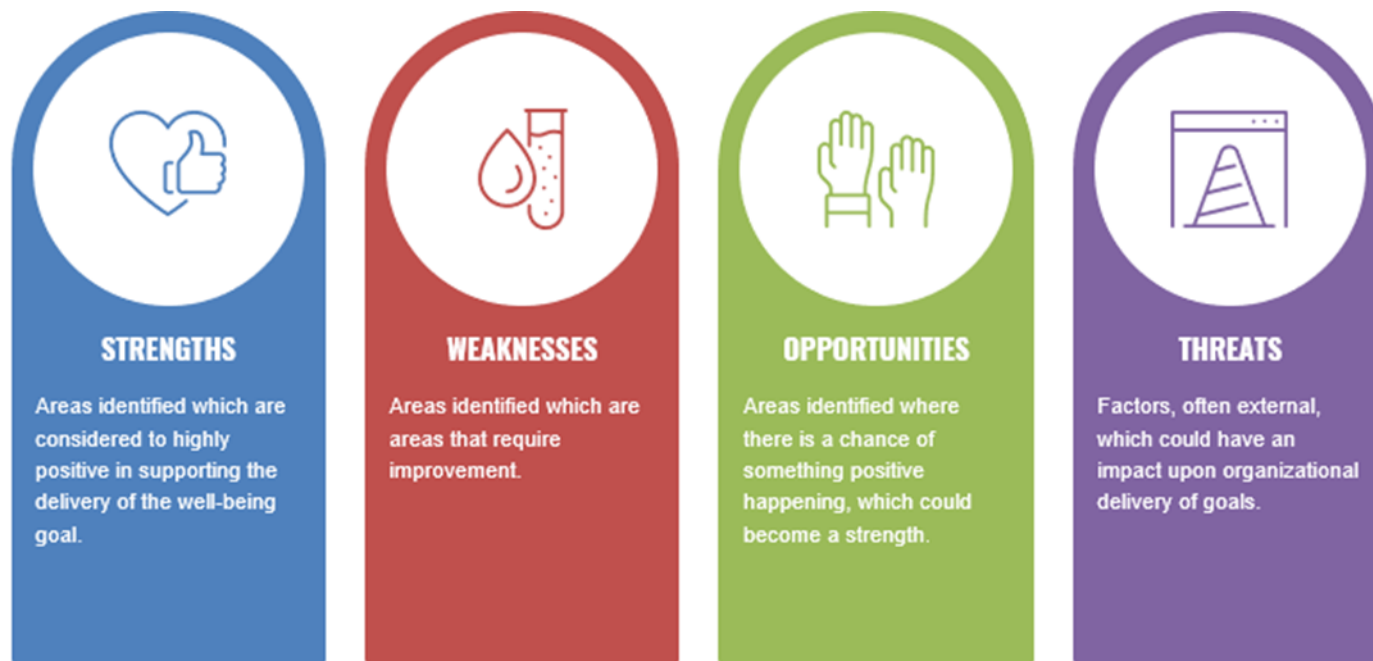 STRENGTHS
Areas identified which are
considered to highly
positive in supporting the
delivery of the well-being
goal.
WEAKNESSES
Areas identified which are
areas that require
improvement.
OPPORTUNITIES
Areas identified where
there is a chance of
something positive
happening, which could
become a strength.
THREATS
Factors, often external,
which could have an
impact upon organizational
delivery of goals.